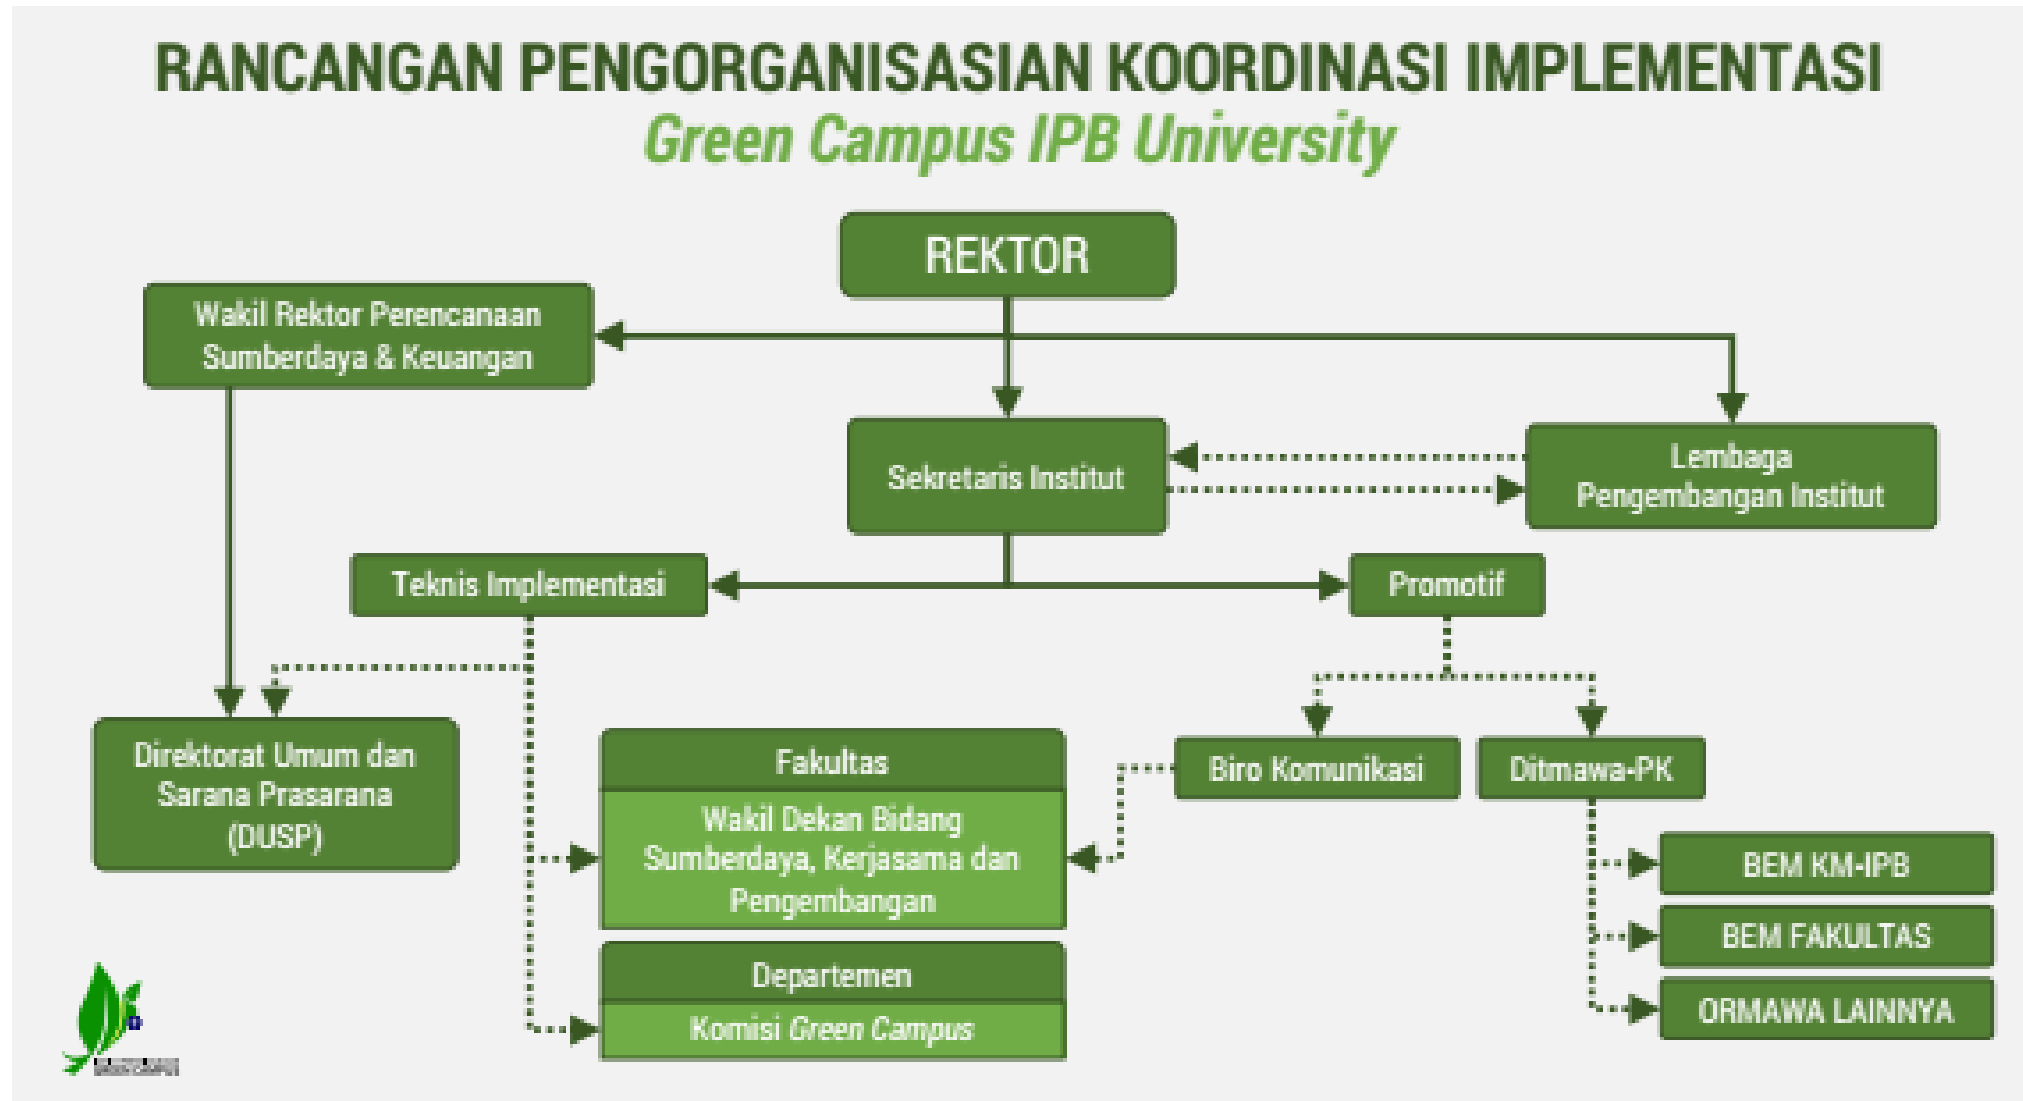 RANCANGAN PENGORGANISASIAN KOORDINASI IMPLEMENTASI
Green Campus IPB University
REKTOR
Wakil Rektor Perencanaan
Sumberdaya & Keuangan
Sekretaris Institut
Lembaga
Pengembangan Institut
Teknis Implementasi
Promotif
Direktorat Umum dan
Sarana Prasarana
(DUSP)
Fakultas
Wakil Dekan Bidang
Sumberdaya, Kerjasama dan
Pengembangan
Departemen
Komisi Green Campus
Biro Komunikasi
Ditmawa-PK
BEM KM-IPB
BEM FAKULTAS
ORMAWA LAINNYA
GREEN CAMPUS